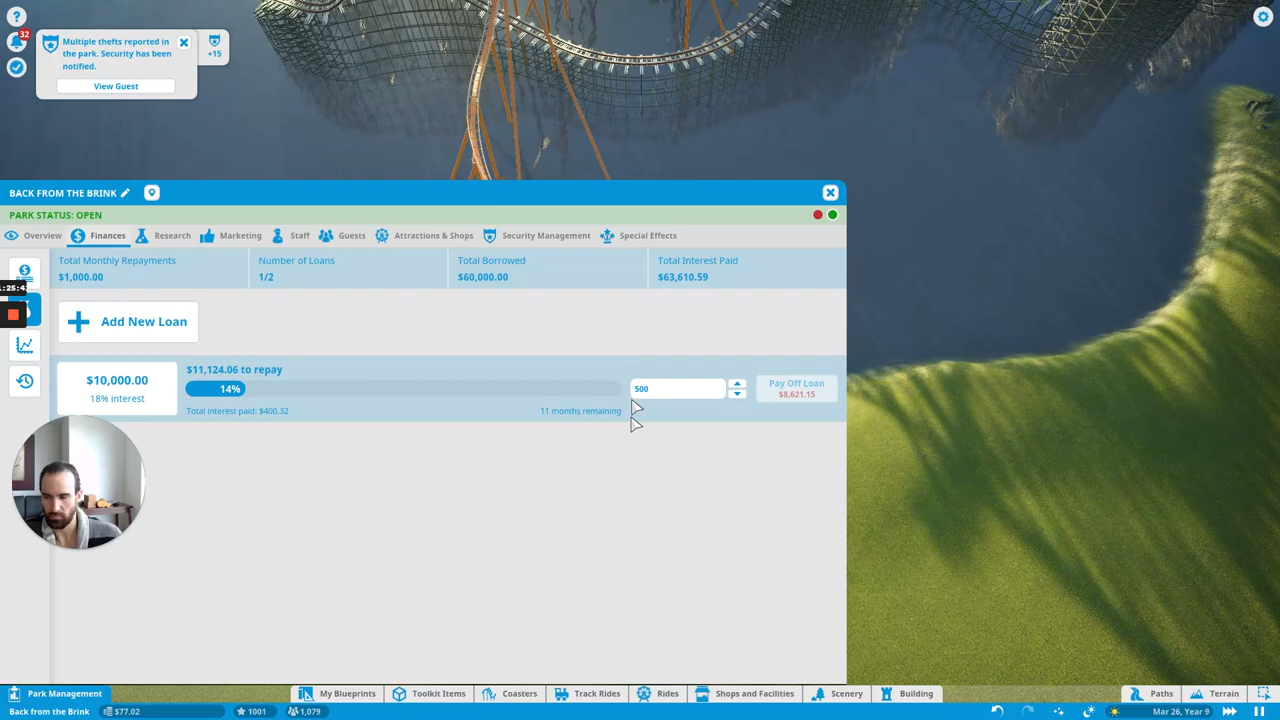 ?
32
Multiple thefts reported in
the park. Security has been
notified.
View Guest
+15
BACK FROM THE BRINK
PARK STATUS: OPEN
Overview
Finances
Research
Marketing
Staff
Guests
Attractions & Shops
Security Management
Special Effects
Total Monthly Repayments
$1,000.00
Number of Loans
1/2
Total Borrowed
$60,000.00
Total Interest Paid
$63,610.59
Add New Loan
$10,000.00
18% interest
$11,124.06 to repay
14%
Total interest paid: $400.32
11 months remaining
500
Pay Off Loan
$8,621.15
Park Management
My Blueprints
Toolkit Items
Coasters
Track Rides
Rides
Shops and Facilities
Scenery
Building
Paths
Terrain
Back from the Brink
$77.02
1001
1,079
Mar 26, Year 9